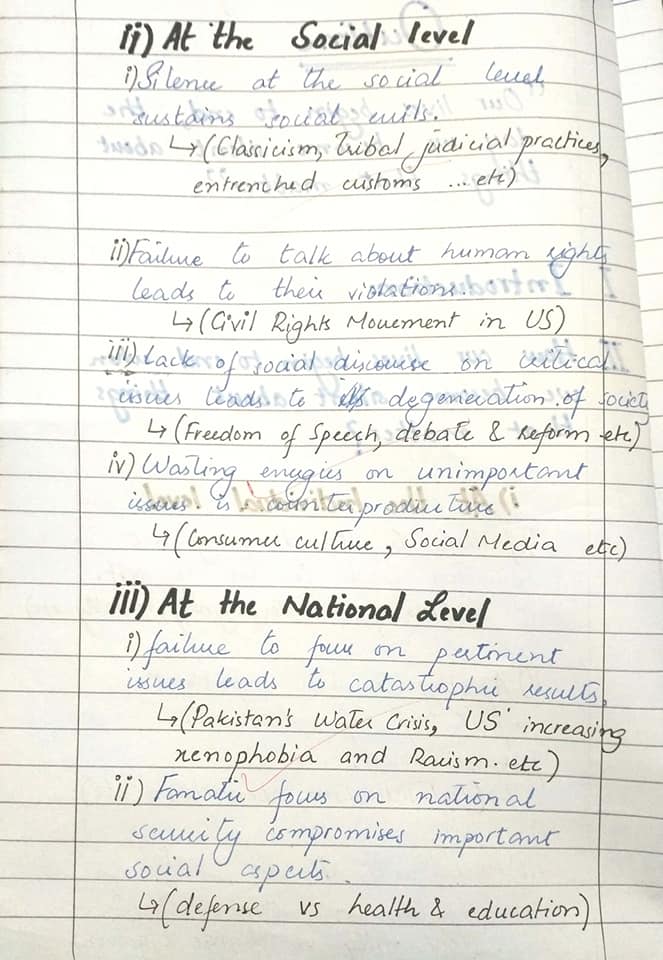 ii) At the Social level
i) Silence at the social level
sustains social evils.
↳ (Classicism, Tribal judicial practices,
entrenched customs ... etc)
ii) Failure to talk about human rights
leads to their violations.
↳ (Civil Rights Movement in US)
iii) Lack of social discourse on critical
issues leads to its degeneration of society
↳ (Freedom of Speech, debate & reform etc)
iv) Wasting enegies on unimportant
issues is counterproductive
↳ (Consumer culture, Social Media etc)
iii) At the National Level
i) failure to focus on pertinent
issues leads to catastrophic results.
↳ (Pakistan's Water Crisis, US' increasing
xenophobia and Racism. etc)
ii) Fanatic focus on national
security compromises important
social aspects.
↳ (defense vs health & education)